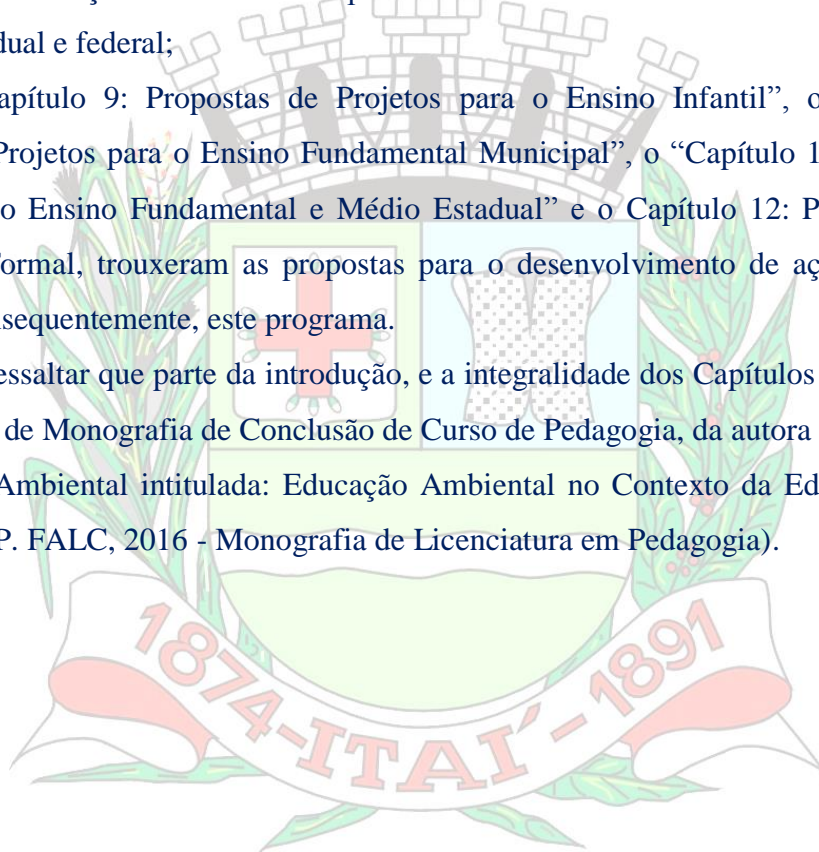 dual e federal;
apítulo 9: Propostas de Projetos para o Ensino Infantil”, o
Projetos para o Ensino Fundamental Municipal”, o “Capítulo 1
o Ensino Fundamental e Médio Estadual” e o Capítulo 12: P
ormal, trouxeram as propostas para o desenvolvimento de aç
nsequentemente, este programa.
essaltar que parte da introdução, e a integralidade dos Capítulos
de Monografia de Conclusão de Curso de Pedagogia, da autora
Ambiental intitulada: Educação Ambiental no Contexto da Ed
P. FALC, 2016 - Monografia de Licenciatura em Pedagogia).
1874-ITAÍ-1891